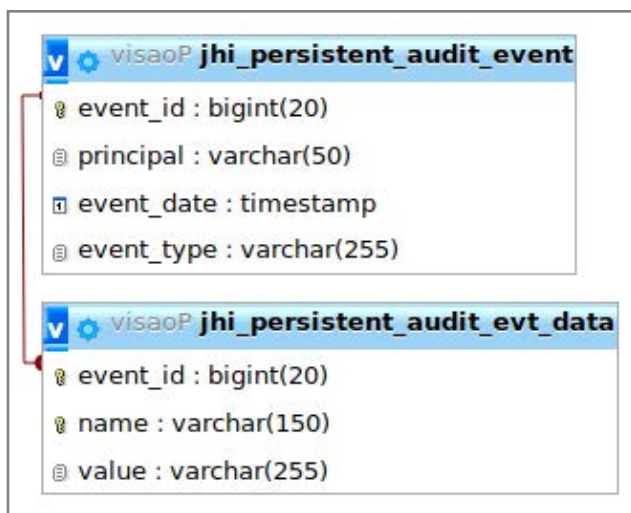 v visaoP jhi_persistent_audit_event
event_id : bigint(20)
principal : varchar(50)
event_date : timestamp
event_type : varchar(255)
v visaoP jhi_persistent_audit_evt_data
event_id : bigint(20)
name : varchar(150)
value : varchar(255)